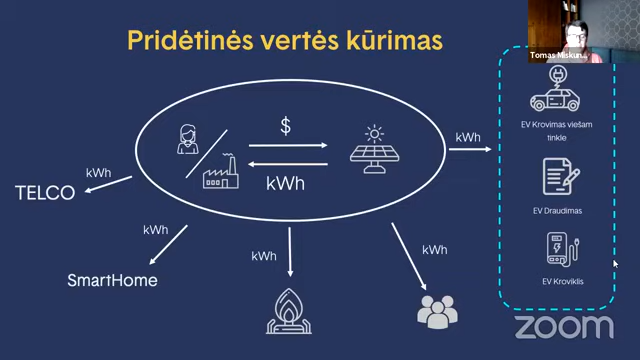 Pridėtinės vertės kūrimas
Tomas Miskun...
$
kWh
kWh
EV Krovimas viešam
tinkle
kWh
TELCO
EV Draudimas
kWh
SmartHome
kWh
kWh
EV Kroviklis
zoom